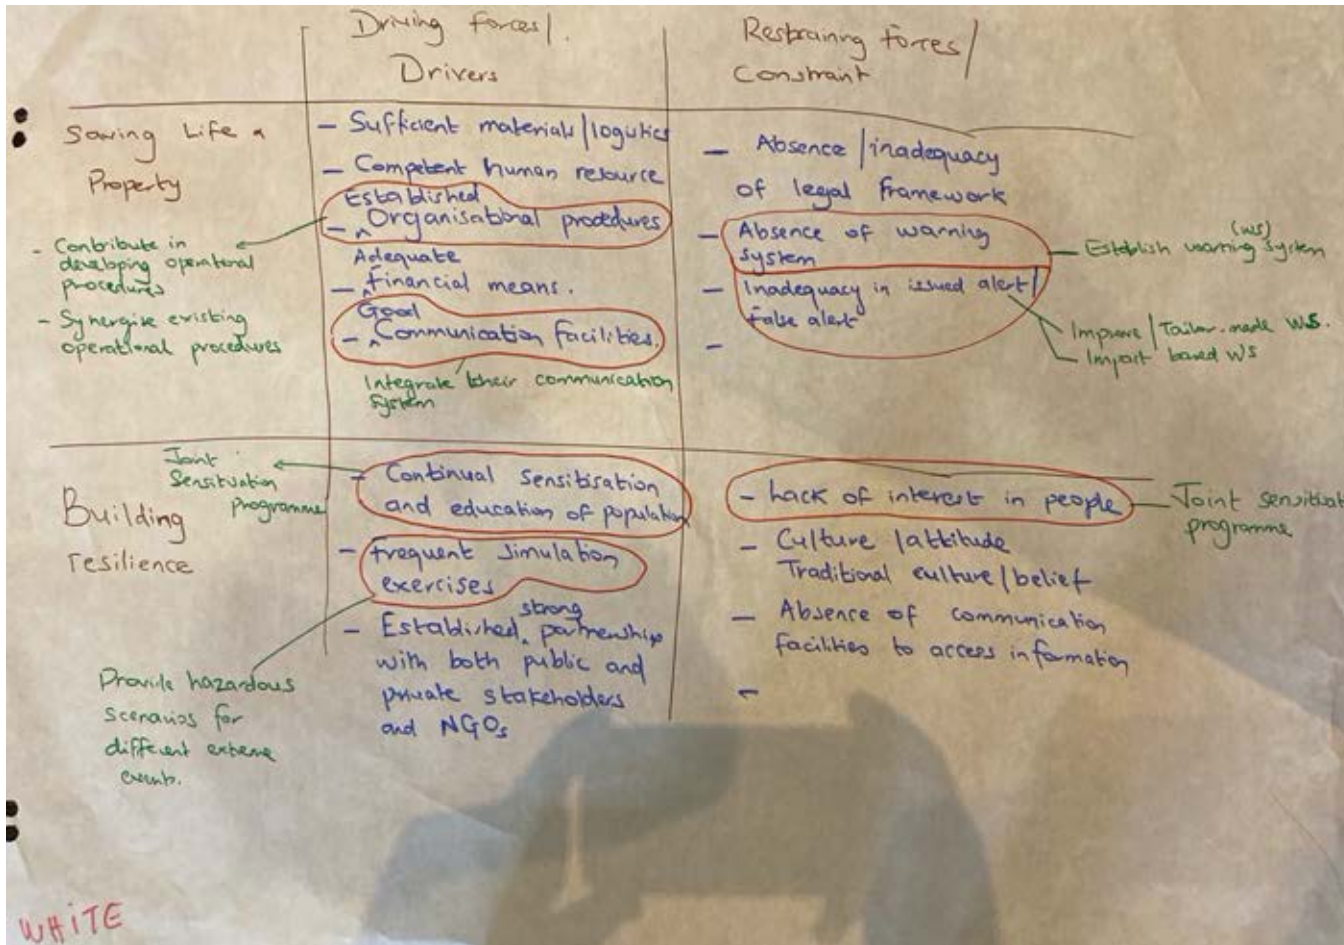 Driving forces/.
Drivers
Restraining forces/
Constraint
Saving Life &
Property
- Contribute in
developing operational
procedures
- Synergise existing
operational procedures
- Sufficient materials/logistics
- Competent human resource
Established
- ^ Organisational procedures
Adequate
- ^ Financial means.
Good
- ^ Communication facilities.
Integrate their communication
system
- Absence/inadequacy
of legal framework
- Absence of warning
system
- Inadequacy in issued alert/
false alert
-
(WS)
Establish warning system
Improve/Tailor-made WS.
Impact based WS
Building
resilience
Joint
Sensitisation
programme
- Continual sensitisation
and education of population
- Frequent simulation
exercises
strong
- Established ^ partnership
with both public and
private stakeholders
and NGOs
Provide hazardous
scenarios for
different extreme
events.
- Lack of interest in people
- Culture/attitude
Traditional culture/belief
- Absence of communication
facilities to access information
-
Joint sensitisat
programme
WHiTE